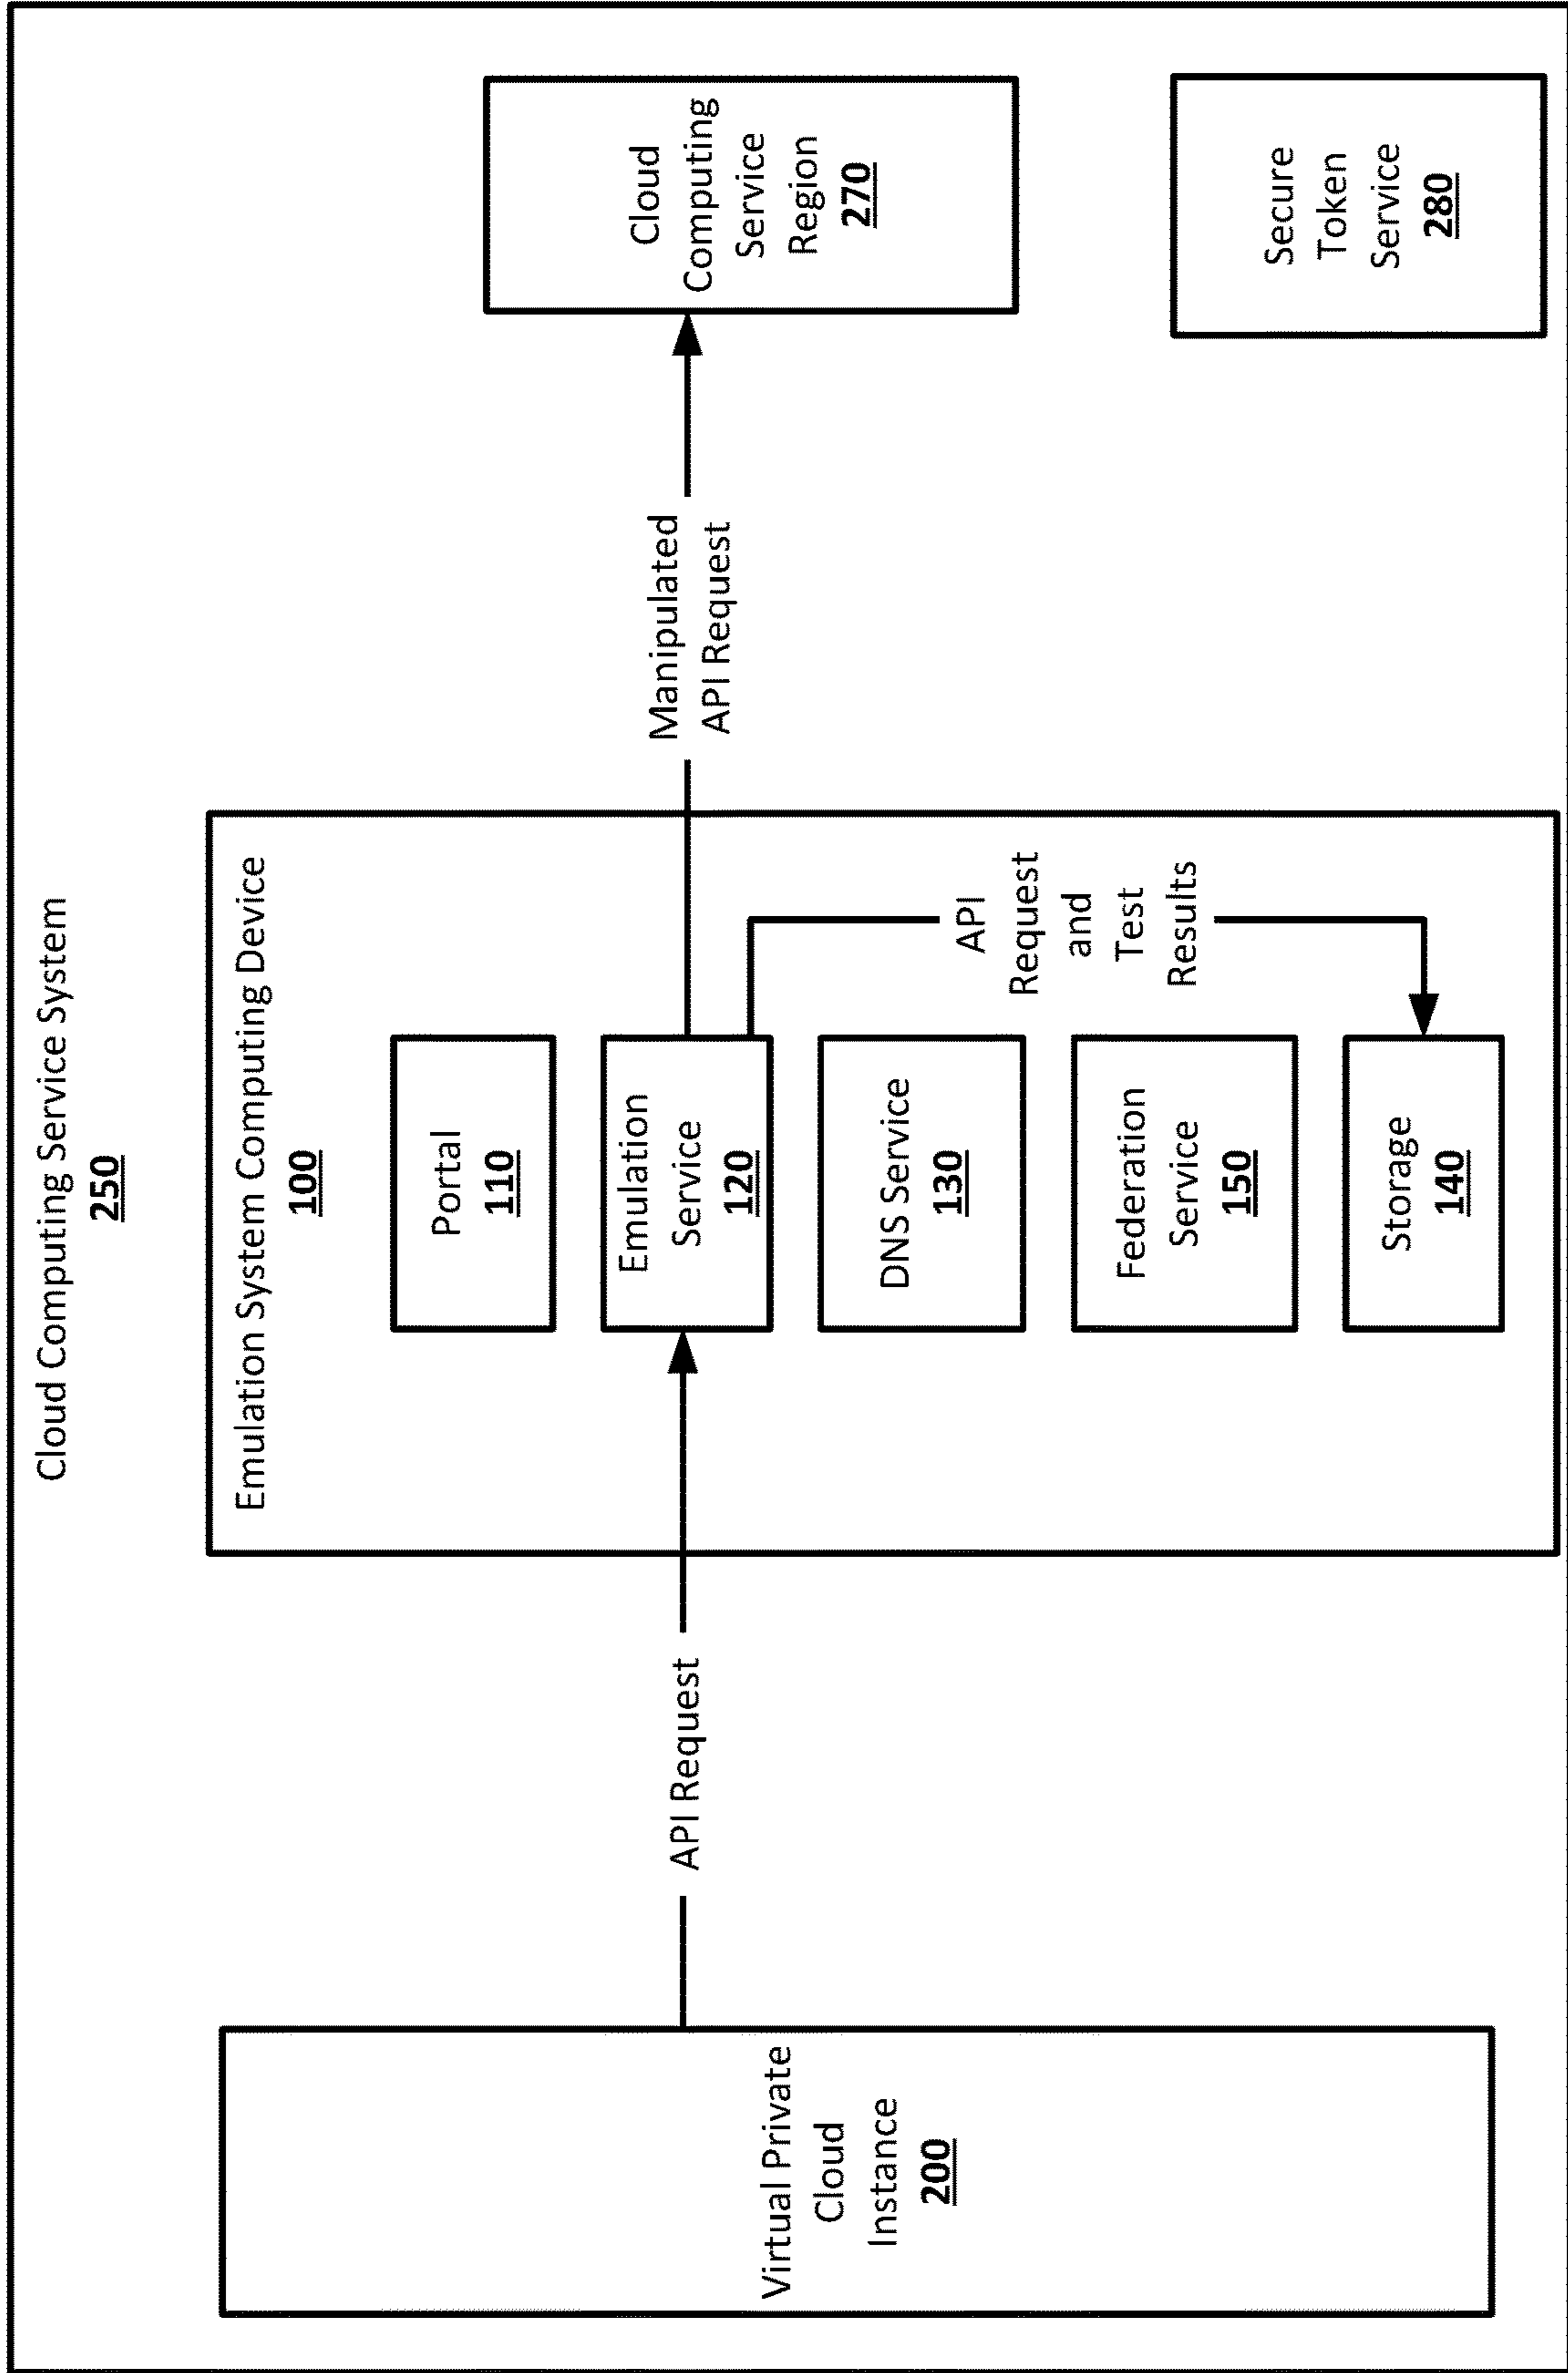 Cloud Computing Service System
250
Emulation System Computing Device
100
Virtual Private
Cloud
Instance
200
API Request
Portal
110
Emulation
Service
120
DNS Service
130
Federation
Service
150
Storage
140
API
Request
and
Test
Results
Manipulated
API Request
Cloud
Computing
Service
Region
270
Secure
Token
Service
280